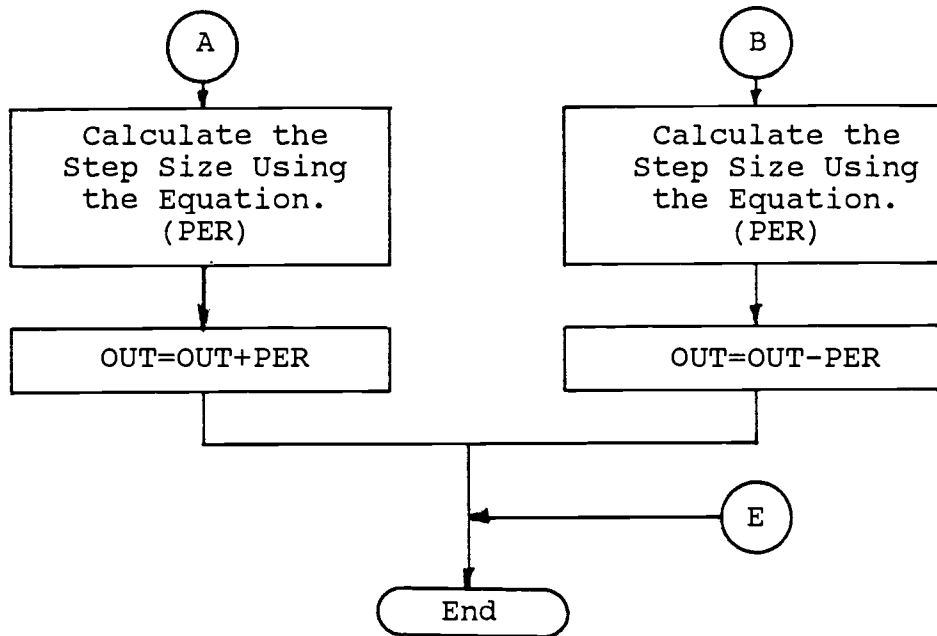 A
Calculate the
Step Size Using
the Equation.
(PER)
OUT=OUT+PER
B
Calculate the
Step Size Using
the Equation.
(PER)
OUT=OUT-PER
E
End